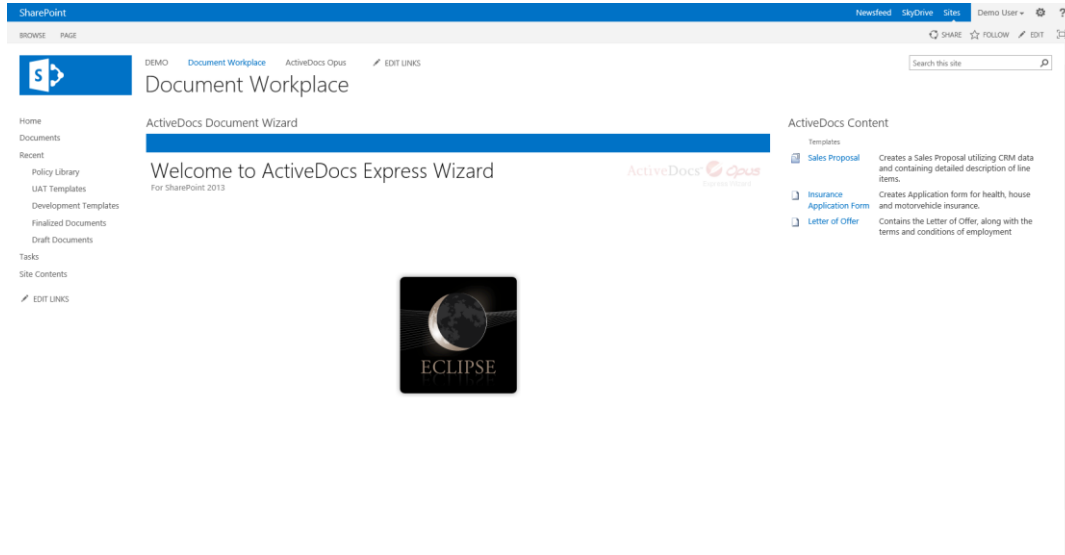 SharePoint
Newsfeed SkyDrive Sites Demo User ?
BROWSE PAGE
SHARE FOLLOW EDIT
S
DEMO Document Workplace ActiveDocs Opus EDIT LINKS
Search this site
Document Workplace
Home
Documents
Recent
Policy Library
UAT Templates
Development Templates
Finalized Documents
Draft Documents
Tasks
Site Contents
EDIT LINKS
ActiveDocs Document Wizard
Welcome to ActiveDocs Express Wizard
For SharePoint 2013
ActiveDocs Opus
Express Wizard
ECLIPSE
ActiveDocs Content
Templates
Sales Proposal Creates a Sales Proposal utilizing CRM data
and containing detailed description of line
items.
Insurance Creates Application form for health, house
Application Form and motorvehicle insurance.
Letter of Offer Contains the Letter of Offer, along with the
terms and conditions of employment